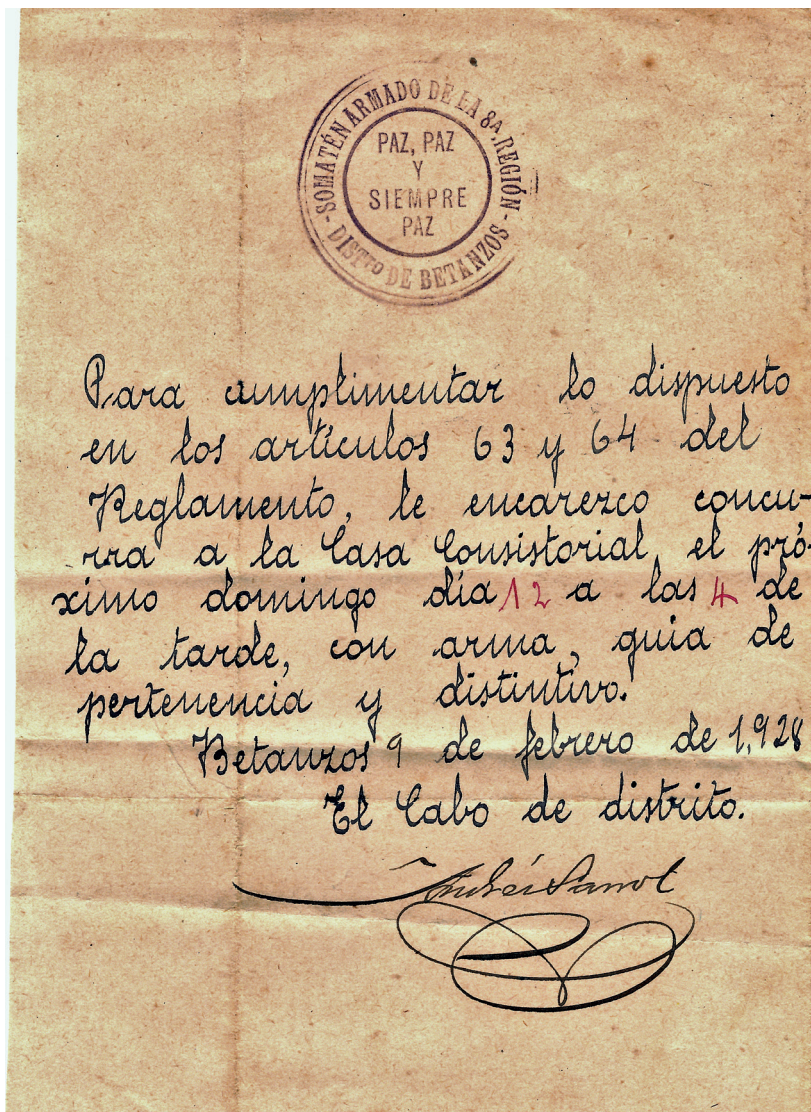 SOMATÉN ARMADO DE LA 8ª. REGIÓN
- DISTTO DE BETANZOS -
PAZ, PAZ
Y
SIEMPRE
PAZ
Para cumplimentar lo dispuesto
en los artículos 63 y 64 del
Reglamento, le encarezco concu-
rra a la Casa Consistorial el pró-
ximo domingo día 12 a las 4 de
la tarde, con arma, guia de
pertenencia y distintivo.
Betanzos 9 de febrero de 1,928
El Cabo de distrito.